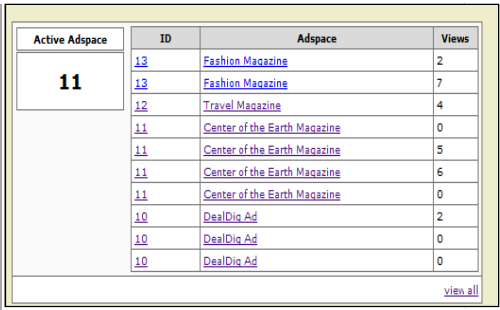 Active Adspace
11
ID Adspace Views
13 Fashion Magazine 2
13 Fashion Magazine 7
12 Travel Magazine 4
11 Center of the Earth Magazine 0
11 Center of the Earth Magazine 5
11 Center of the Earth Magazine 6
11 Center of the Earth Magazine 0
10 DealDig Ad 2
10 DealDig Ad 0
10 DealDig Ad 0
view all